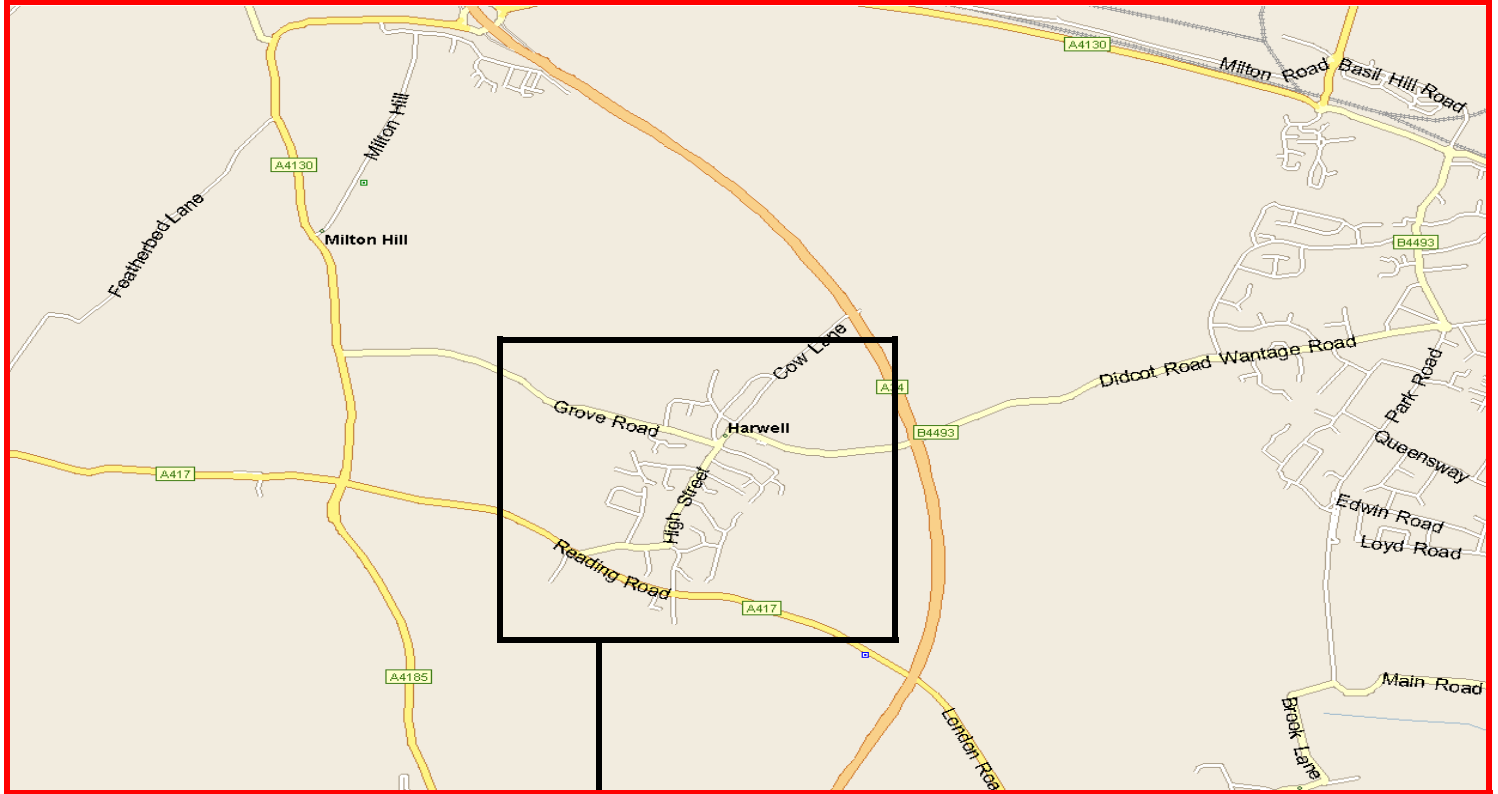 A4130
Milton Road
Basil Hill Road
Milton Hill
A4130
Featherbed Lane
Milton Hill
B4493
Cow Lane
Didcot Road Wantage Road
Park Road
A34
Grove Road
Harwell
B4493
Queensway
A417
High Street
Edwin Road
Loyd Road
Reading Road
A417
A4185
Main Road
London Roa
Brook Lane